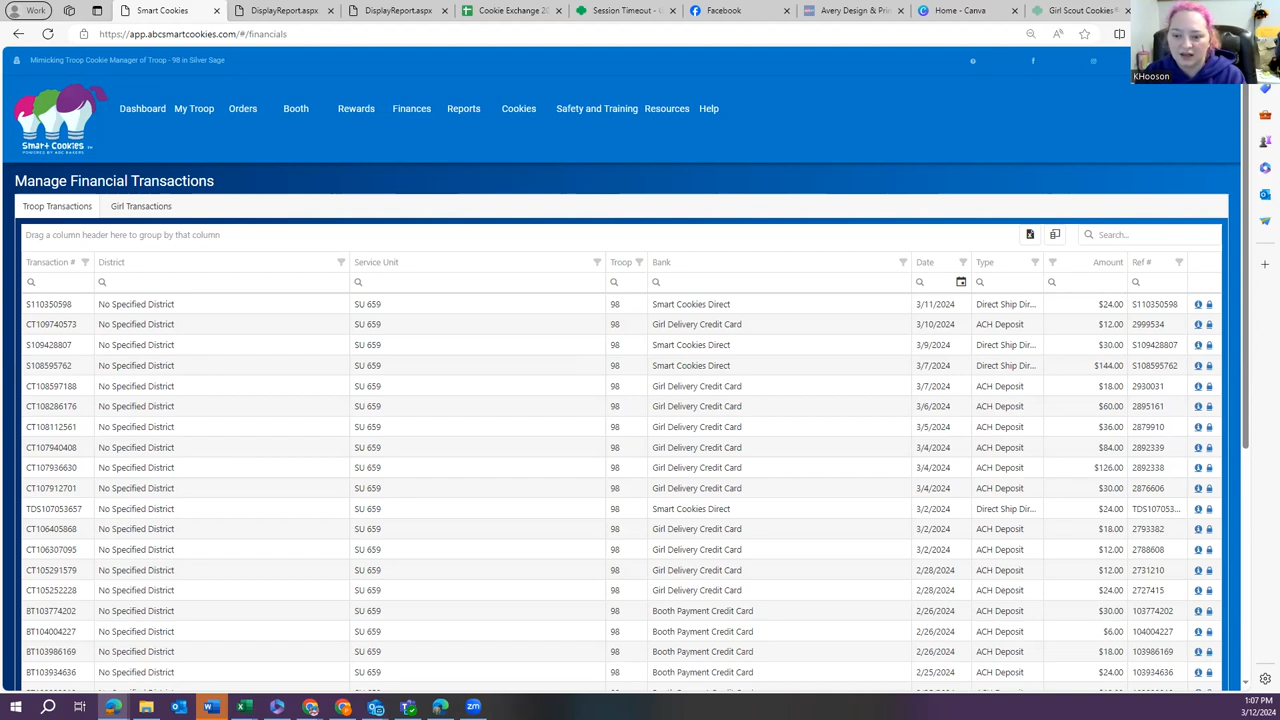 Work
Smart Cookies
DisplayReport.aspx
DisplayReport.aspx
Cookie Exchange 20
Session Timeout - 4
Facebook
Avery Design & Prin
Home - Canva
Girl Scout Cookies
https://app.abcsmartcookies.com/#/financials
KHooson
Mimicking Troop Cookie Manager of Troop - 98 in Silver Sage
Smart Cookies
POWERED BY ABC BAKERS
Dashboard My Troop Orders Booth Rewards Finances Reports Cookies Safety and Training Resources Help
Manage Financial Transactions
Troop Transactions Girl Transactions
Drag a column header here to group by that column Search...
Transaction # District Service Unit Troop Bank Date Type Amount Ref #
S110350598 No Specified District SU 659 98 Smart Cookies Direct 3/11/2024 Direct Ship Dir... $24.00 S110350598
CT109740573 No Specified District SU 659 98 Girl Delivery Credit Card 3/10/2024 ACH Deposit $12.00 2999534
S109428807 No Specified District SU 659 98 Smart Cookies Direct 3/9/2024 Direct Ship Dir... $30.00 S109428807
S108595762 No Specified District SU 659 98 Smart Cookies Direct 3/7/2024 Direct Ship Dir... $144.00 S108595762
CT108597188 No Specified District SU 659 98 Girl Delivery Credit Card 3/7/2024 ACH Deposit $18.00 2930031
CT108286176 No Specified District SU 659 98 Girl Delivery Credit Card 3/6/2024 ACH Deposit $60.00 2895161
CT108112561 No Specified District SU 659 98 Girl Delivery Credit Card 3/5/2024 ACH Deposit $36.00 2879910
CT107940408 No Specified District SU 659 98 Girl Delivery Credit Card 3/4/2024 ACH Deposit $84.00 2892339
CT107936630 No Specified District SU 659 98 Girl Delivery Credit Card 3/4/2024 ACH Deposit $126.00 2892338
CT107912701 No Specified District SU 659 98 Girl Delivery Credit Card 3/4/2024 ACH Deposit $30.00 2876606
TDS107053657 No Specified District SU 659 98 Smart Cookies Direct 3/2/2024 Direct Ship Dir... $24.00 TDS107053...
CT106405868 No Specified District SU 659 98 Girl Delivery Credit Card 3/2/2024 ACH Deposit $18.00 2793382
CT106307095 No Specified District SU 659 98 Girl Delivery Credit Card 3/2/2024 ACH Deposit $12.00 2788608
CT105291579 No Specified District SU 659 98 Girl Delivery Credit Card 2/28/2024 ACH Deposit $12.00 2731210
CT105252228 No Specified District SU 659 98 Girl Delivery Credit Card 2/28/2024 ACH Deposit $24.00 2727415
BT103774202 No Specified District SU 659 98 Booth Payment Credit Card 2/26/2024 ACH Deposit $30.00 103774202
BT104004227 No Specified District SU 659 98 Booth Payment Credit Card 2/26/2024 ACH Deposit $6.00 104004227
BT103986169 No Specified District SU 659 98 Booth Payment Credit Card 2/26/2024 ACH Deposit $18.00 103986169
BT103934636 No Specified District SU 659 98 Booth Payment Credit Card 2/25/2024 ACH Deposit $24.00 103934636
1:07 PM
3/12/2024